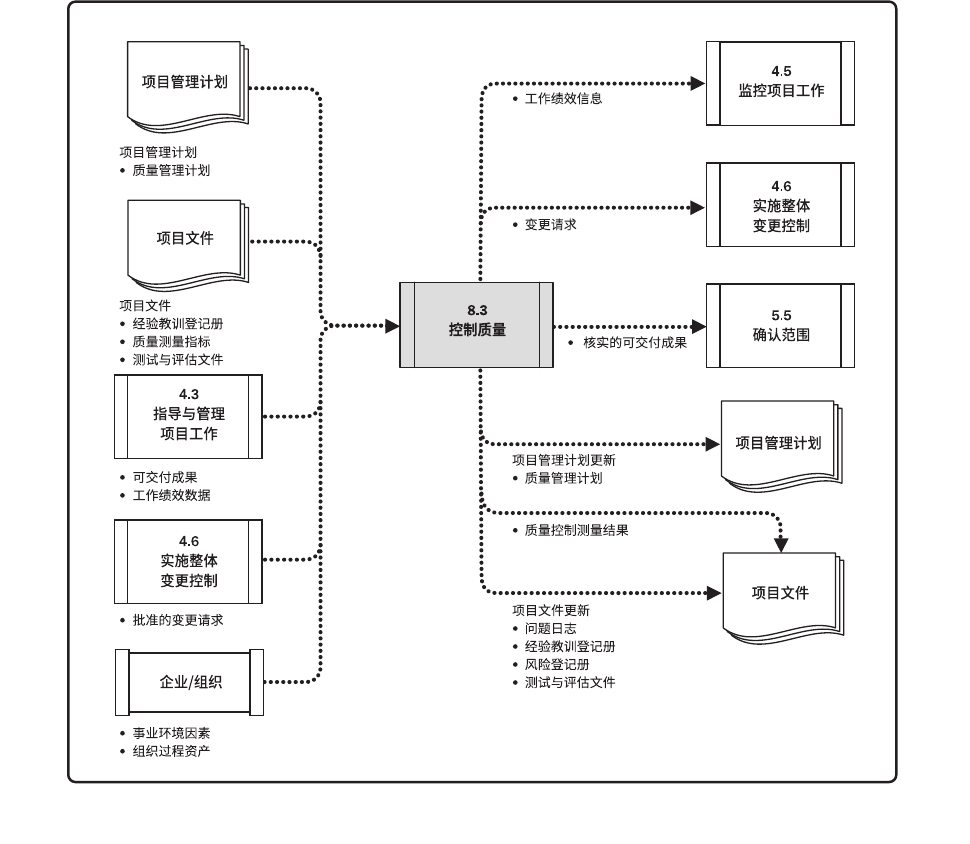 项目管理计划
项目管理计划
• 质量管理计划
项目文件
项目文件
• 经验教训登记册
• 质量测量指标
• 测试与评估文件
4.3
指导与管理
项目工作
• 可交付成果
• 工作绩效数据
4.6
实施整体
变更控制
• 批准的变更请求
企业/组织
• 事业环境因素
• 组织过程资产
8.3
控制质量
4.5
监控项目工作
• 工作绩效信息
4.6
实施整体
变更控制
• 变更请求
5.5
确认范围
• 核实的可交付成果
项目管理计划
项目管理计划更新
• 质量管理计划
• 质量控制测量结果
项目文件
项目文件更新
• 问题日志
• 经验教训登记册
• 风险登记册
• 测试与评估文件